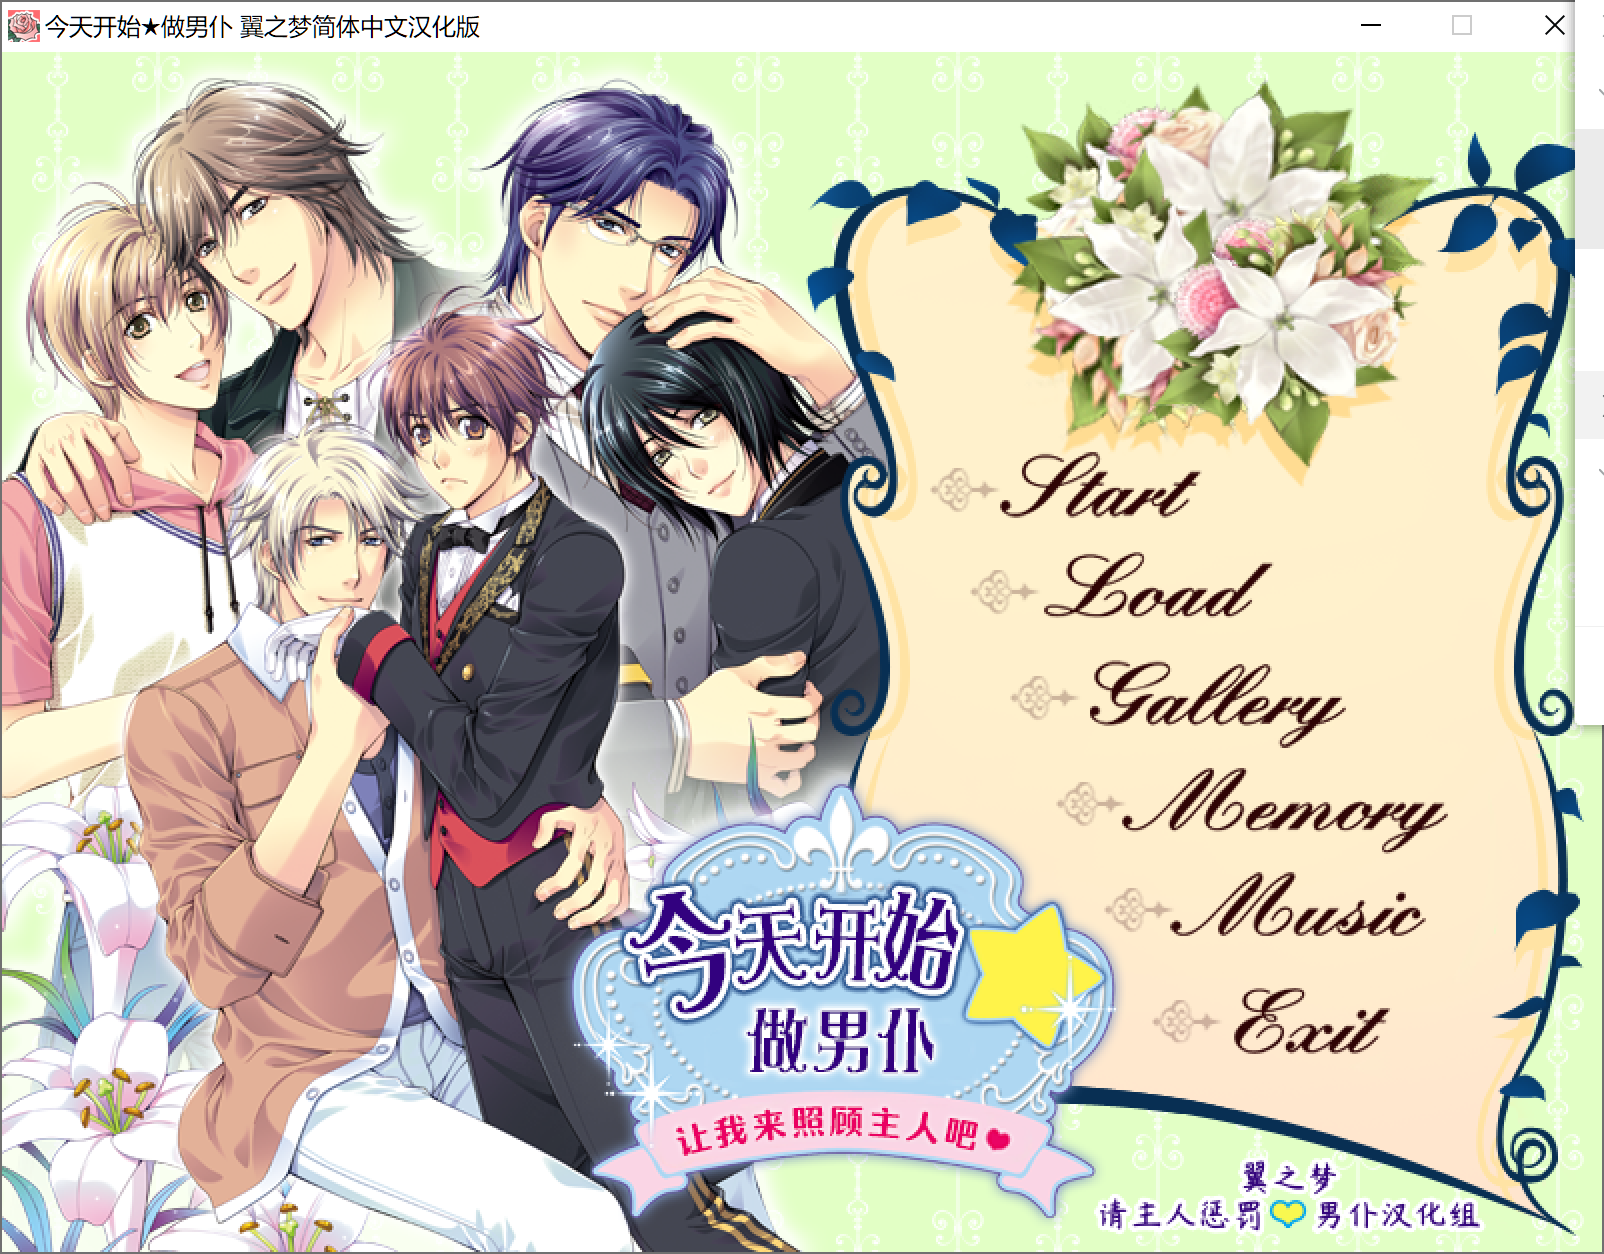 今天开始★做男仆 翼之梦简体中文汉化版
Start
Load
Gallery
Memory
Music
Exit
今天开始
做男仆
让我来照顾主人吧
翼之梦
请主人惩罚 男仆汉化组